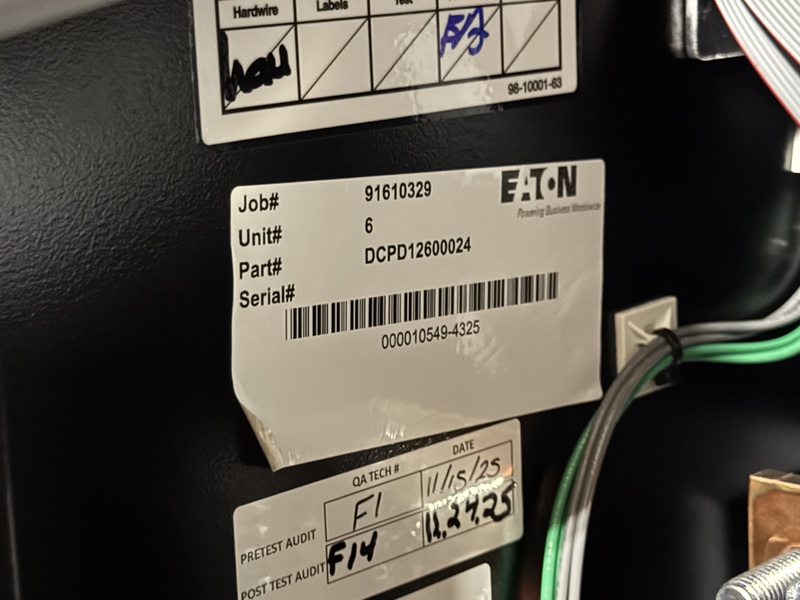 Hardwire Labels Test
98-10001-63
EATON
Powering Business Worldwide
Job# 91610329
Unit# 6
Part# DCPD12600024
Serial#
000010549-4325
QA TECH # DATE
PRETEST AUDIT F1 11/15/25
POST TEST AUDIT F14 11.24.25